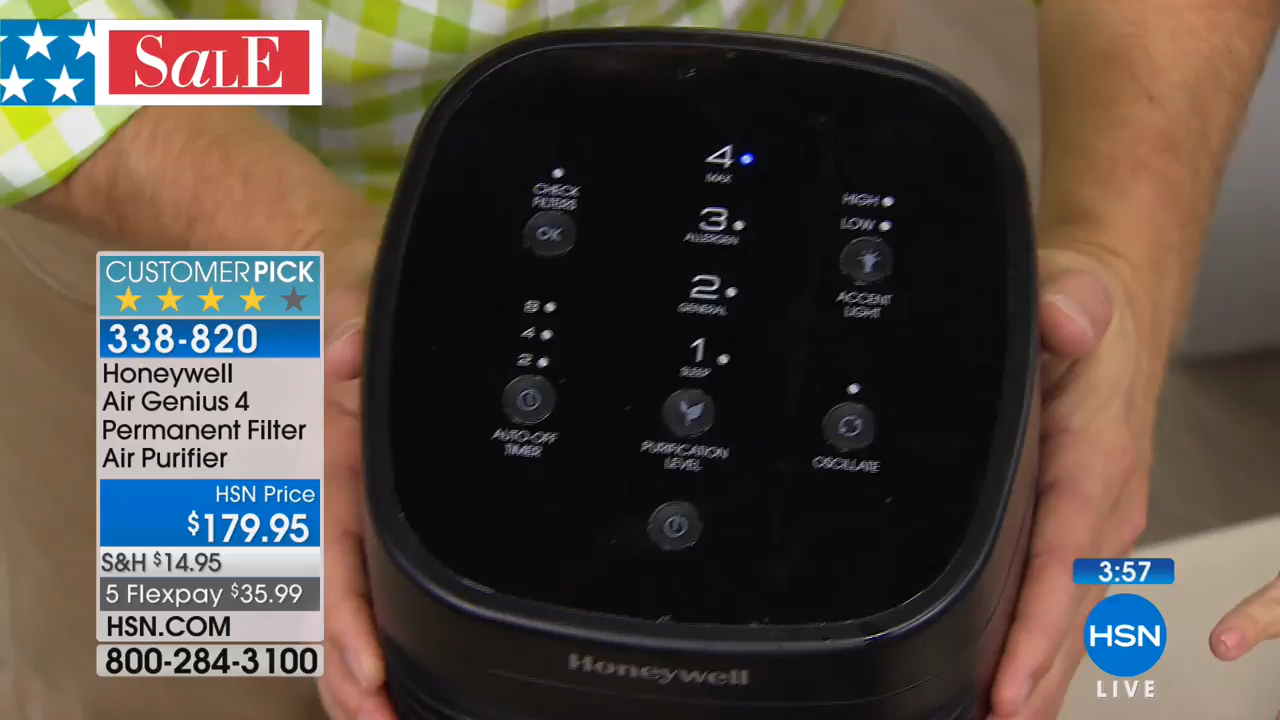 SALE
CUSTOMER PICK
338-820
Honeywell
Air Genius 4
Permanent Filter
Air Purifier
HSN Price
$179.95
S&H $14.95
5 Flexpay $35.99
HSN.COM
800-284-3100
CHECK
FILTERS
OK
8
4
2
AUTO-OFF
TIMER
4
MAX
3
ALLERGEN
2
GENERAL
1
SLEEP
PURIFICATION
LEVEL
HIGH
LOW
ACCENT
LIGHT
OSCILLATE
Honeywell
3:57
HSN
LIVE